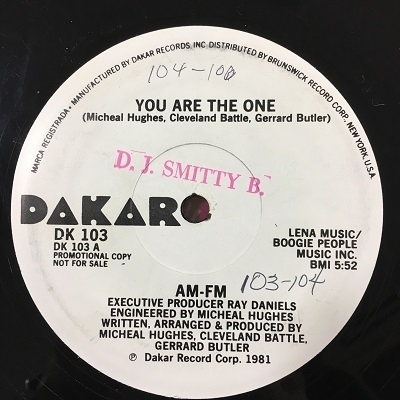 MARCA REGISTRADA • MANUFACTURED BY DAKAR RECORDS, INC DISTRIBUTED BY BRUNSWICK RECORD CORP. NEW YORK, U.S.A.
104-100
YOU ARE THE ONE
(Micheal Hughes, Cleveland Battle, Gerrard Butler)
D. J. SMITTY B.
DAKAR
DK 103
DK 103 A
PROMOTIONAL COPY
NOT FOR SALE
LENA MUSIC/
BOOGIE PEOPLE
MUSIC INC.
BMI 5:52
103-104
AM-FM
EXECUTIVE PRODUCER RAY DANIELS
ENGINEERED BY MICHEAL HUGHES
WRITTEN, ARRANGED & PRODUCED BY
MICHEAL HUGHES, CLEVELAND BATTLE,
GERRARD BUTLER
℗ Dakar Record Corp. 1981